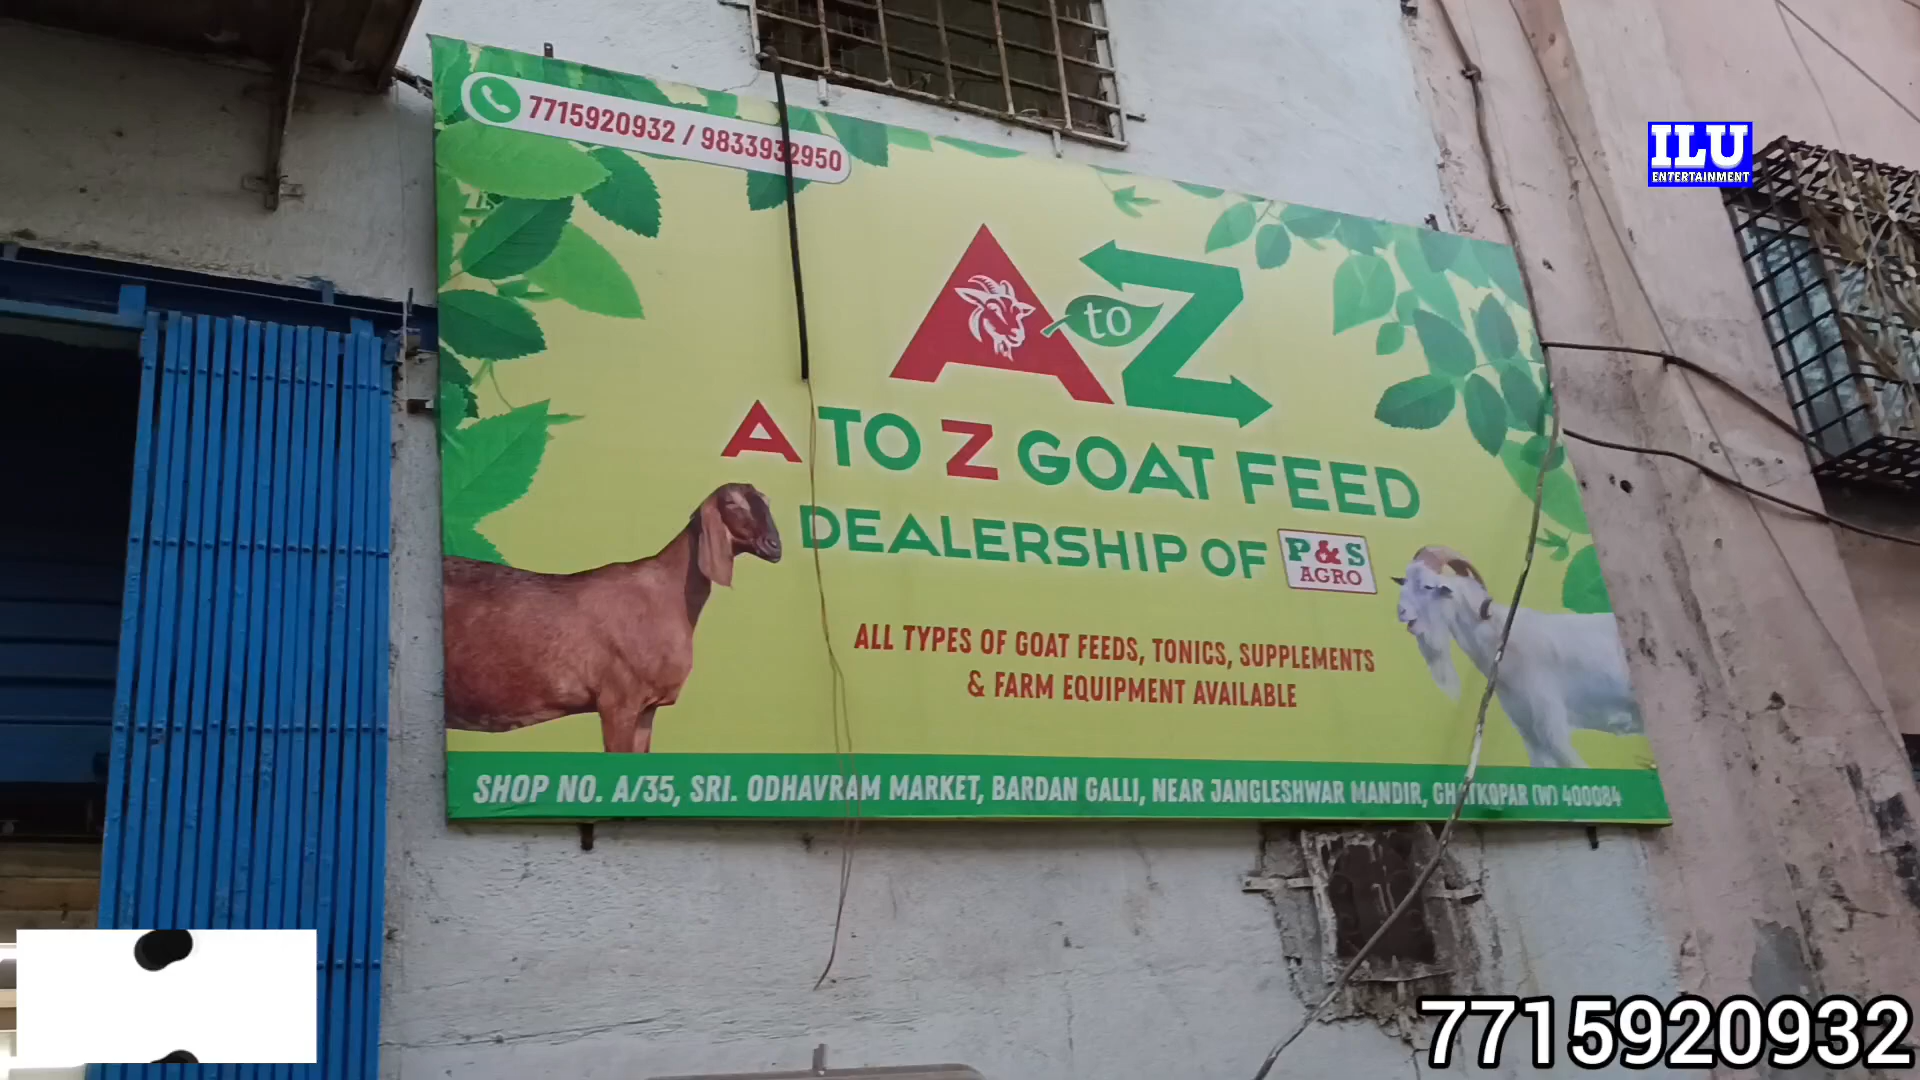 7715920932 / 9833932950
ILU
ENTERTAINMENT
A to Z
A TO Z GOAT FEED
DEALERSHIP OF P&S AGRO
ALL TYPES OF GOAT FEEDS, TONICS, SUPPLEMENTS
& FARM EQUIPMENT AVAILABLE
SHOP NO. A/35, SRI. ODHAVRAM MARKET, BARDAN GALLI, NEAR JANGLESHWAR MANDIR, GHATKOPAR (W) 400084
7715920932